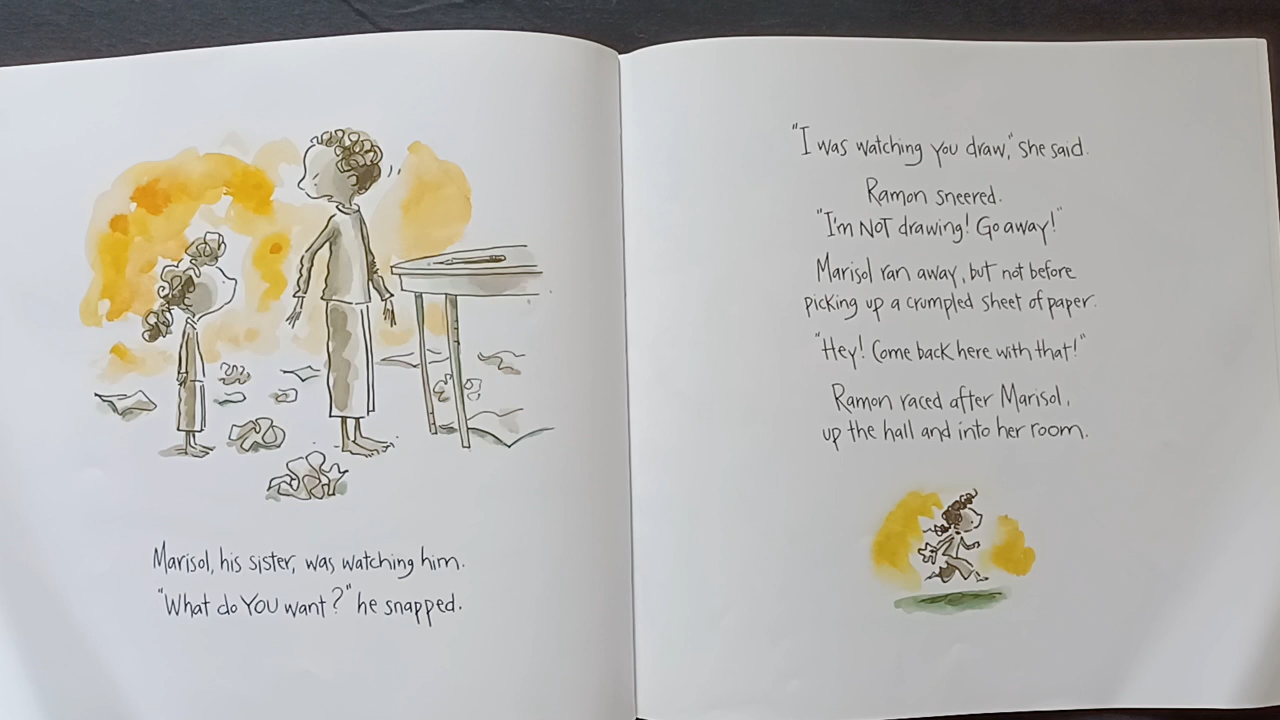 Marisol, his sister, was watching him.
"What do YOU want?" he snapped.
"I was watching you draw," she said.
Ramon sneered.
"I'm NOT drawing! Go away!"
Marisol ran away, but not before
picking up a crumpled sheet of paper.
"Hey! Come back here with that!"
Ramon raced after Marisol,
up the hall and into her room.